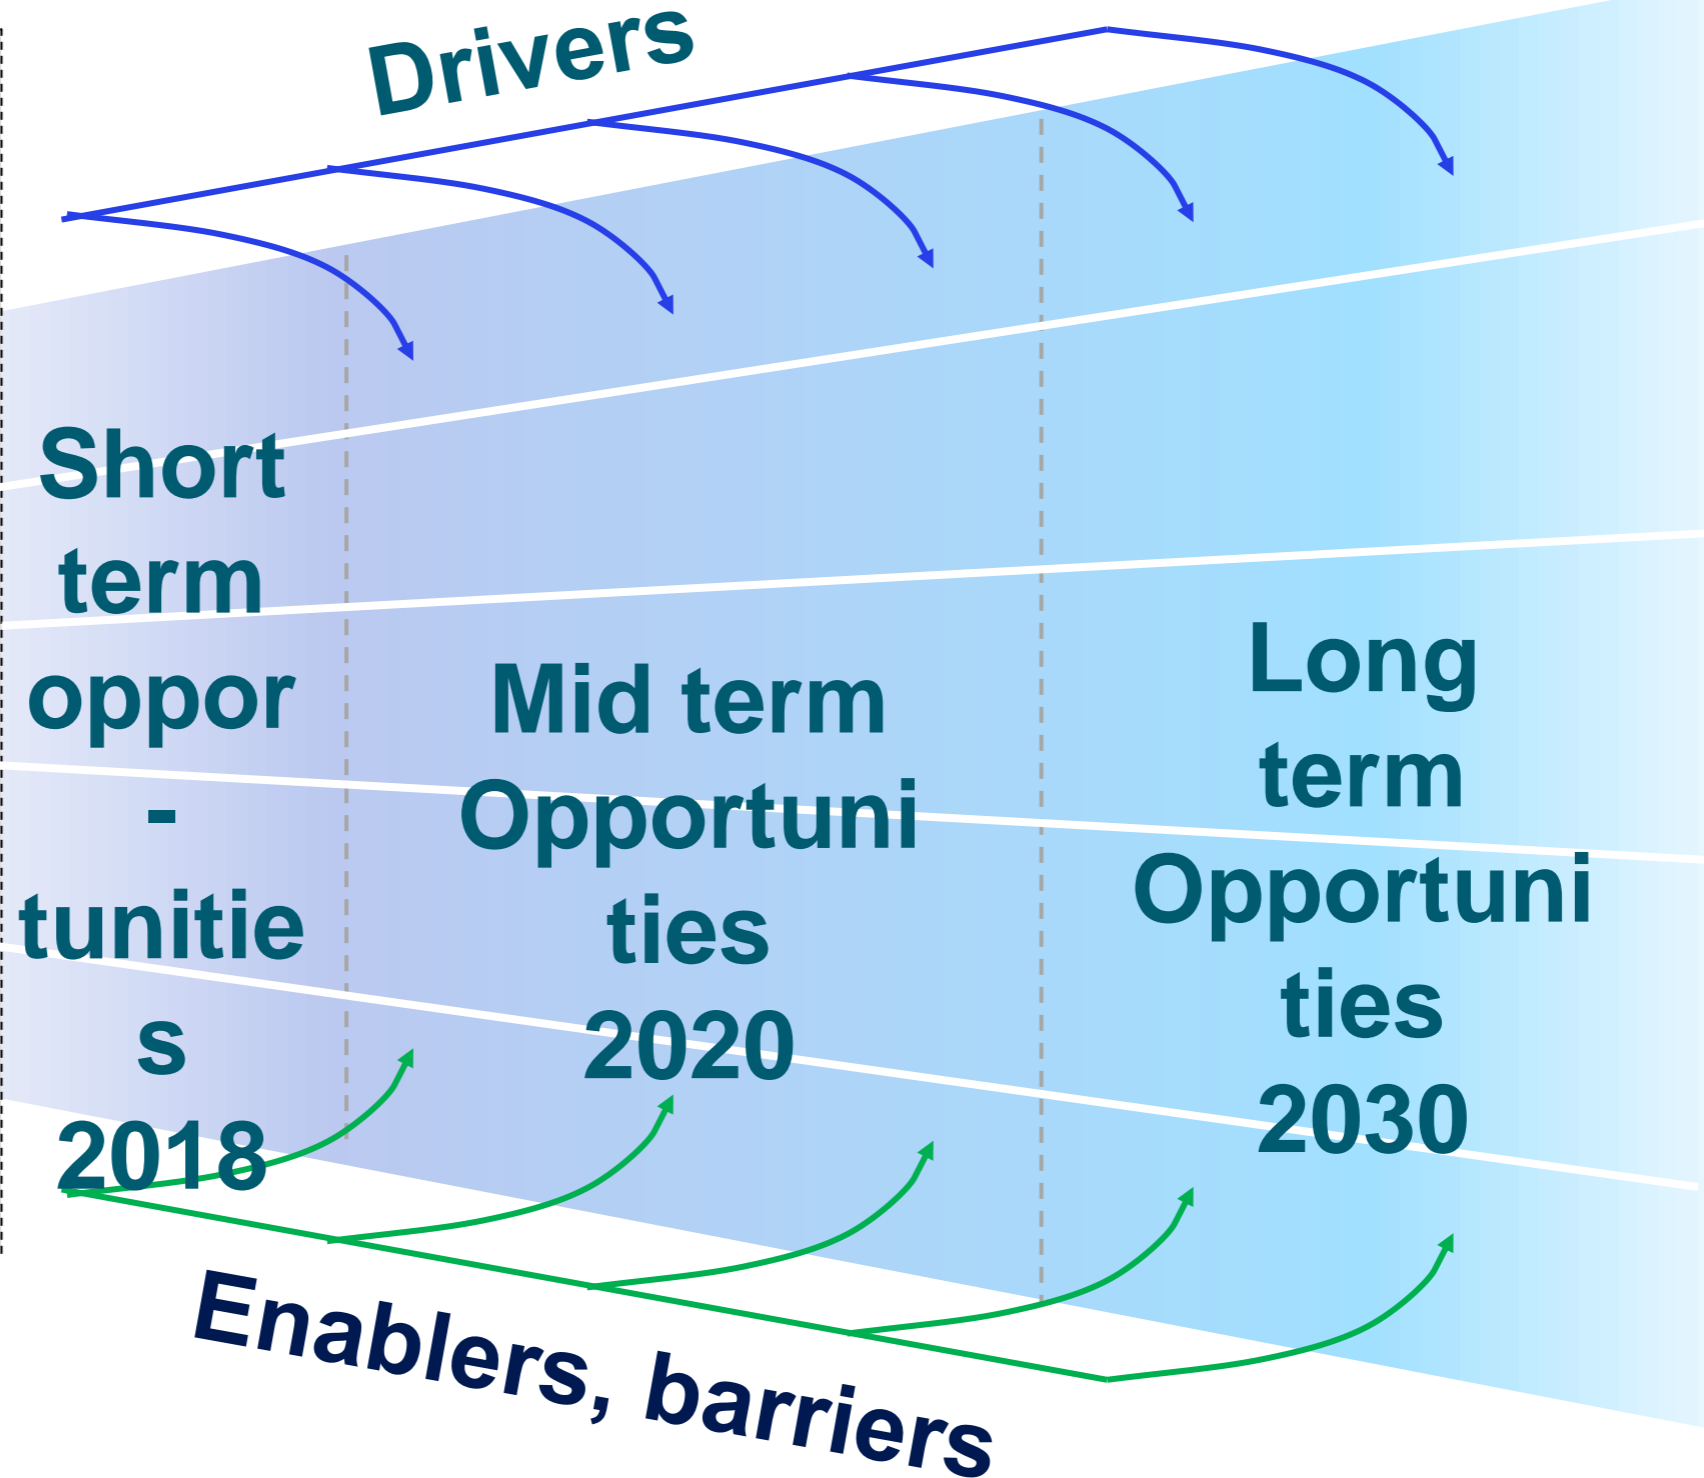 Drivers
Short
term
oppor
-
tunitie
s
2018
Mid term
Opportuni
ties
2020
Long
term
Opportuni
ties
2030
Enablers, barriers